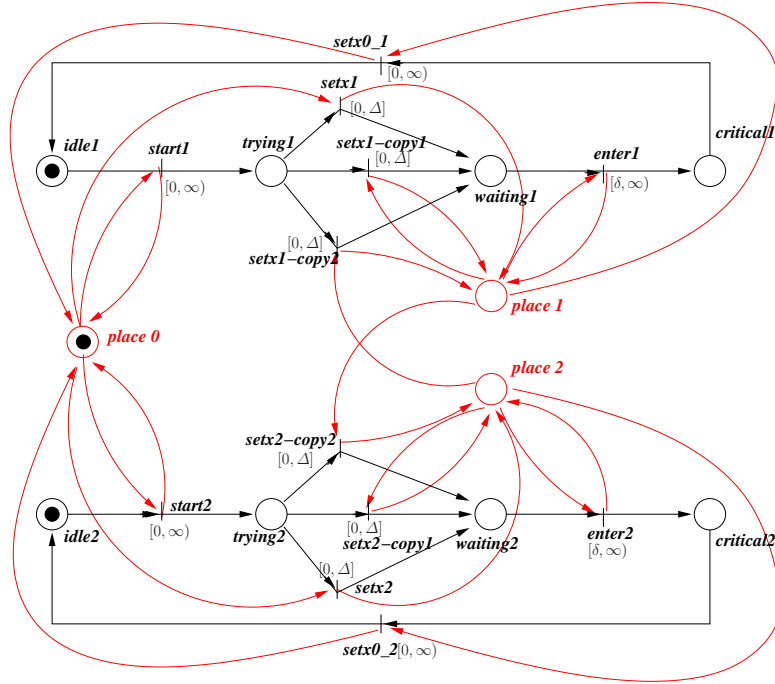 setx0_1
[0, ∞)
setx1
[0, Δ]
idle1
start1
[0, ∞)
trying1
setx1-copy1
[0, Δ]
critical1
enter1
[δ, ∞)
waiting1
[0, Δ]
setx1-copy2
place 1
place 0
place 2
setx2-copy2
[0, Δ]
idle2
start2
[0, ∞)
trying2
[0, Δ]
setx2-copy1
waiting2
enter2
[δ, ∞)
critical2
[0, Δ]
setx2
setx0_2 [0, ∞)